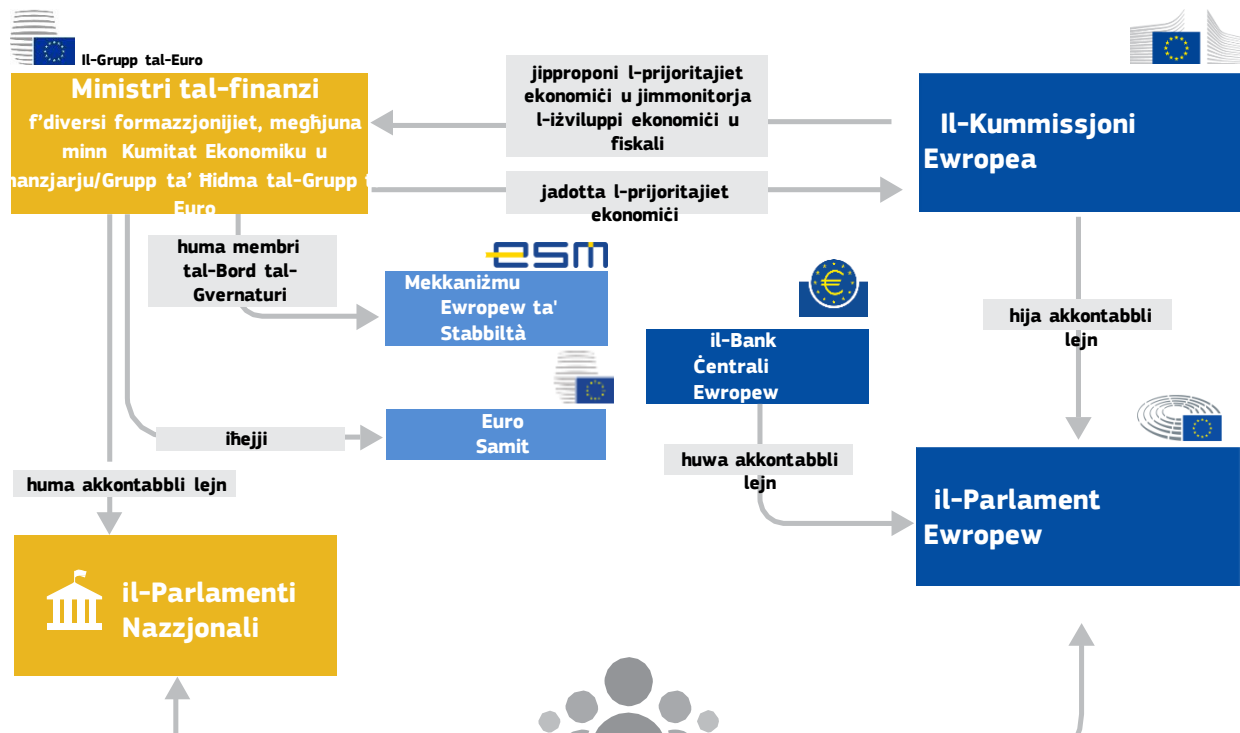 Il-Grupp tal-Euro
Ministri tal-finanzi
f'diversi formazzjonijiet, megħjuna
minn Kumitat Ekonomiku u
nanzjarju/Grupp ta' Ħidma tal-Grupp t
Euro
jipproponi l-prijoritajiet
ekonomiċi u jimmonitorja
l-iżviluppi ekonomiċi u
fiskali
jadotta l-prijoritajiet
ekonomiċi
Il-Kummissjoni
Ewropea
huma membri
tal-Bord tal-
Gvernaturi
esm
Mekkaniżmu
Ewropew ta'
Stabbiltà
€
il-Bank
Ċentrali
Ewropew
hija akkontabbli
lejn
iħejji
Euro
Samit
huwa akkontabbli
lejn
huma akkontabbli lejn
il-Parlament
Ewropew
il-Parlamenti
Nazzjonali